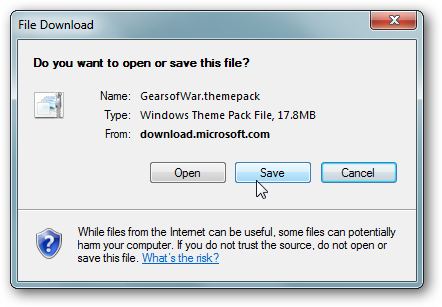 File Download
Do you want to open or save this file?
Name: GearsofWar.themepack
Type: Windows Theme Pack File, 17.8MB
From: download.microsoft.com
Open Save Cancel
While files from the Internet can be useful, some files can potentially
harm your computer. If you do not trust the source, do not open or
save this file. What's the risk?